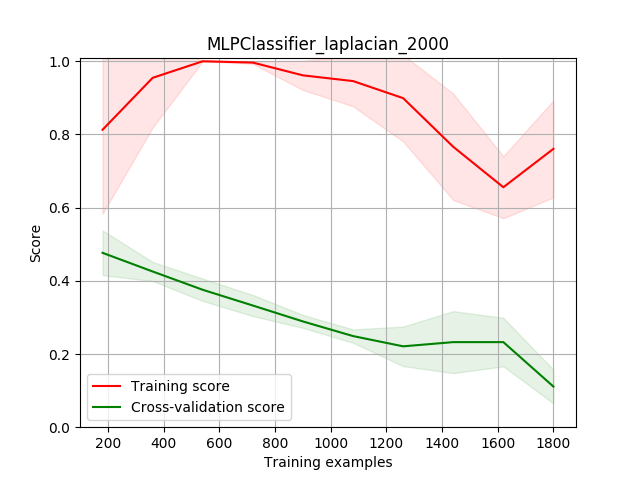 MLPClassifier_laplacian_2000
1.0
0.8
0.6
0.4
0.2
0.0
Score
Training score
Cross-validation score
200 400 600 800 1000 1200 1400 1600 1800
Training examples